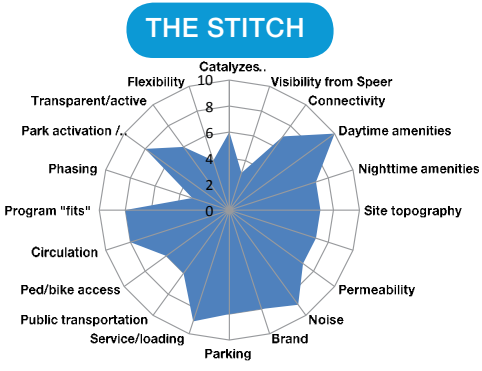 THE STITCH
Catalyzes..
10
Flexibility
Visibility from Speer
Transparent/active
8
Connectivity
Park activation /..
6
Daytime amenities
4
Phasing
Nighttime amenities
2
Program "fits"
0
Site topography
Circulation
Ped/bike access
Permeability
Public transportation
Noise
Service/loading
Brand
Parking